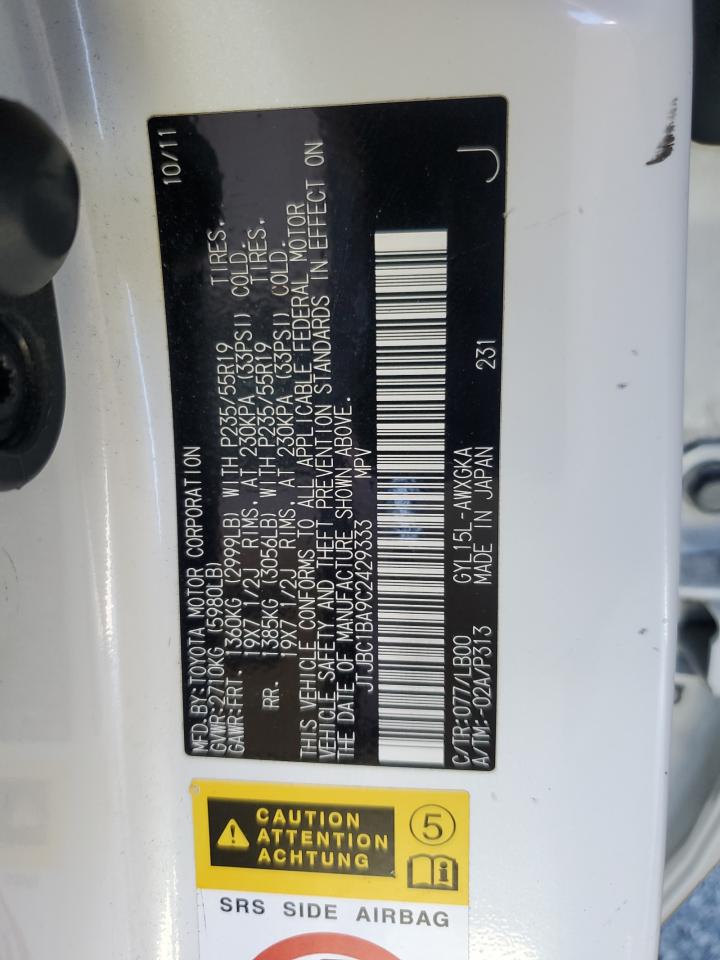 MFD.BY:TOYOTA MOTOR CORPORATION 10/11
GVWR:2710KG (5980LB)
GAWR:FRT. 1360KG (2999LB) WITH P235/55R19 TIRES,
19X7 1/2J RIMS, AT 230KPA (33PSI) COLD.
RR. 1385KG (3056LB) WITH P235/55R19 TIRES,
19X7 1/2J RIMS, AT 230KPA (33PSI) COLD.
THIS VEHICLE CONFORMS TO ALL APPLICABLE FEDERAL MOTOR
VEHICLE SAFETY AND THEFT PREVENTION STANDARDS IN EFFECT ON
THE DATE OF MANUFACTURE SHOWN ABOVE.
JTJBC1BA9C2429333 MPV
C/TR:077/LB00 GYL15L-AWXGKA 231
A/TM:-02A/P313 MADE IN JAPAN J
CAUTION
ATTENTION
ACHTUNG
5
i
SRS SIDE AIRBAG